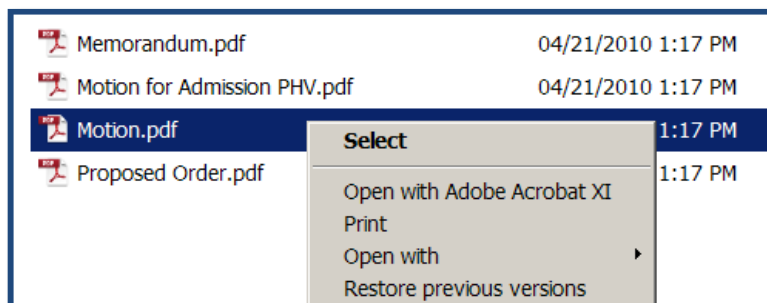 Memorandum.pdf 04/21/2010 1:17 PM
Motion for Admission PHV.pdf 04/21/2010 1:17 PM
Motion.pdf 1:17 PM
Proposed Order.pdf 1:17 PM
Select
Open with Adobe Acrobat XI
Print
Open with
Restore previous versions